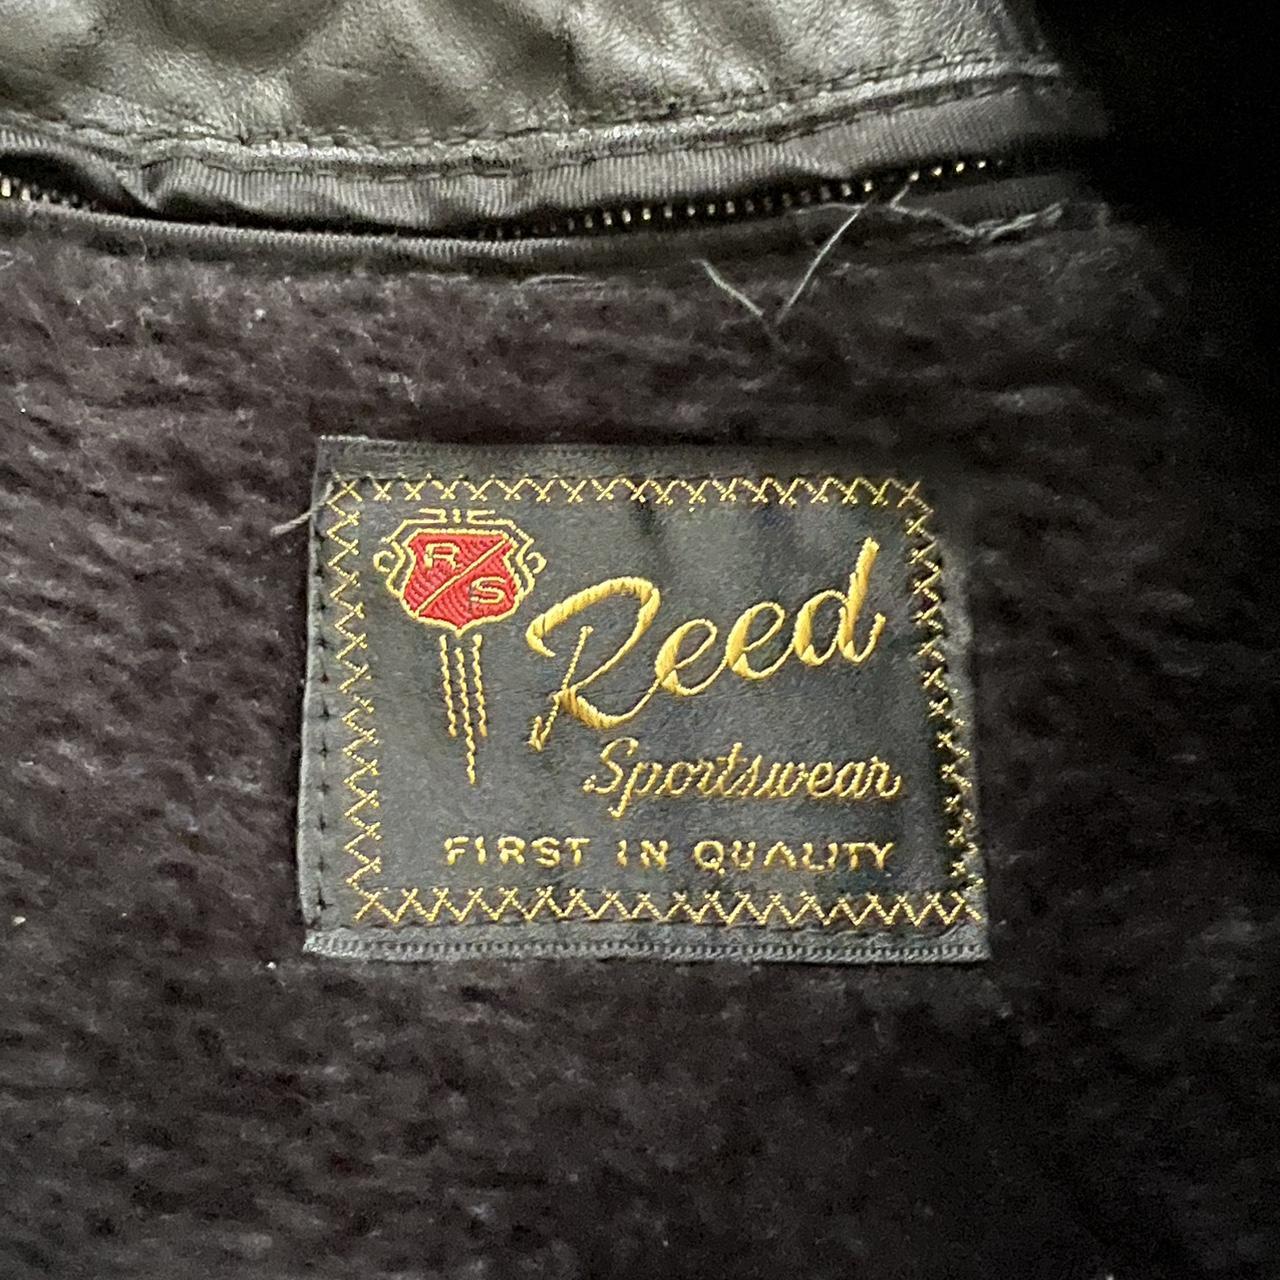 R/S
Reed
Sportswear
FIRST IN QUALITY